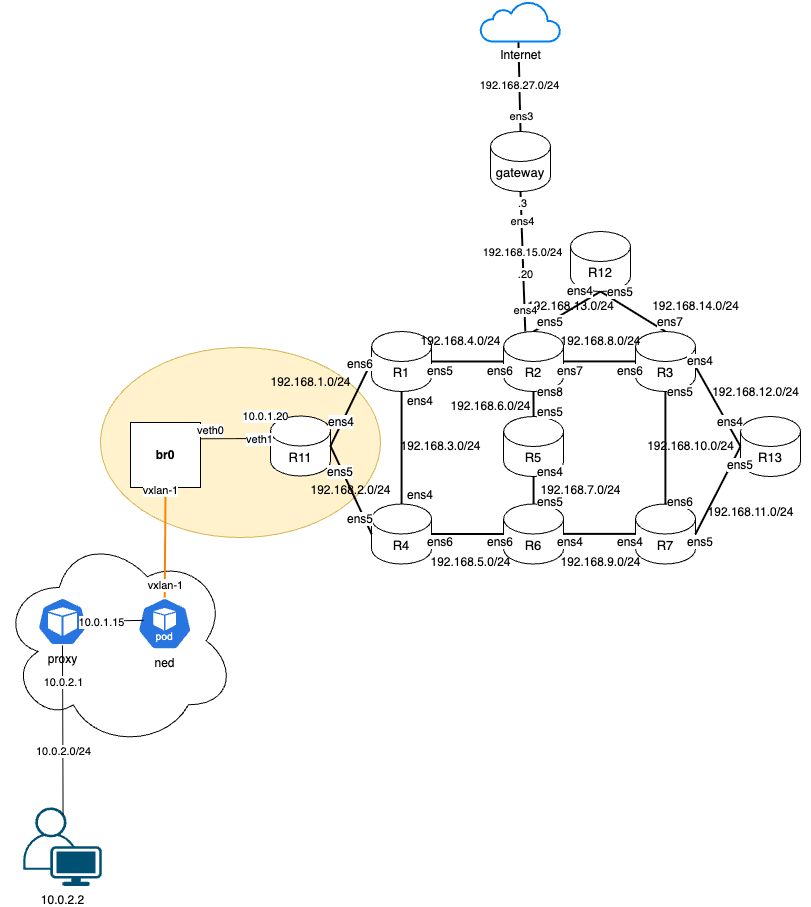 Internet
192.168.27.0/24
ens3
gateway
.3
ens4
192.168.15.0/24
.20
R12
ens4
ens5
ens4
192.168.13.0/24
192.168.14.0/24
ens5
ens7
192.168.4.0/24
192.168.8.0/24
ens6
R1
ens5
ens6
R2
ens7
ens6
R3
ens4
192.168.1.0/24
ens4
ens8
ens5
192.168.12.0/24
192.168.6.0/24
ens5
10.0.1.20
ens4
ens4
veth0
veth1
br0
R11
192.168.3.0/24
R5
192.168.10.0/24
R13
ens5
ens4
ens5
vxlan-1
192.168.2.0/24
192.168.7.0/24
ens4
ens5
ens6
192.168.11.0/24
ens5
R4
ens6
ens6
R6
ens4
ens4
R7
ens5
192.168.5.0/24
192.168.9.0/24
vxlan-1
10.0.1.15
pod
proxy
ned
10.0.2.1
10.0.2.0/24
10.0.2.2